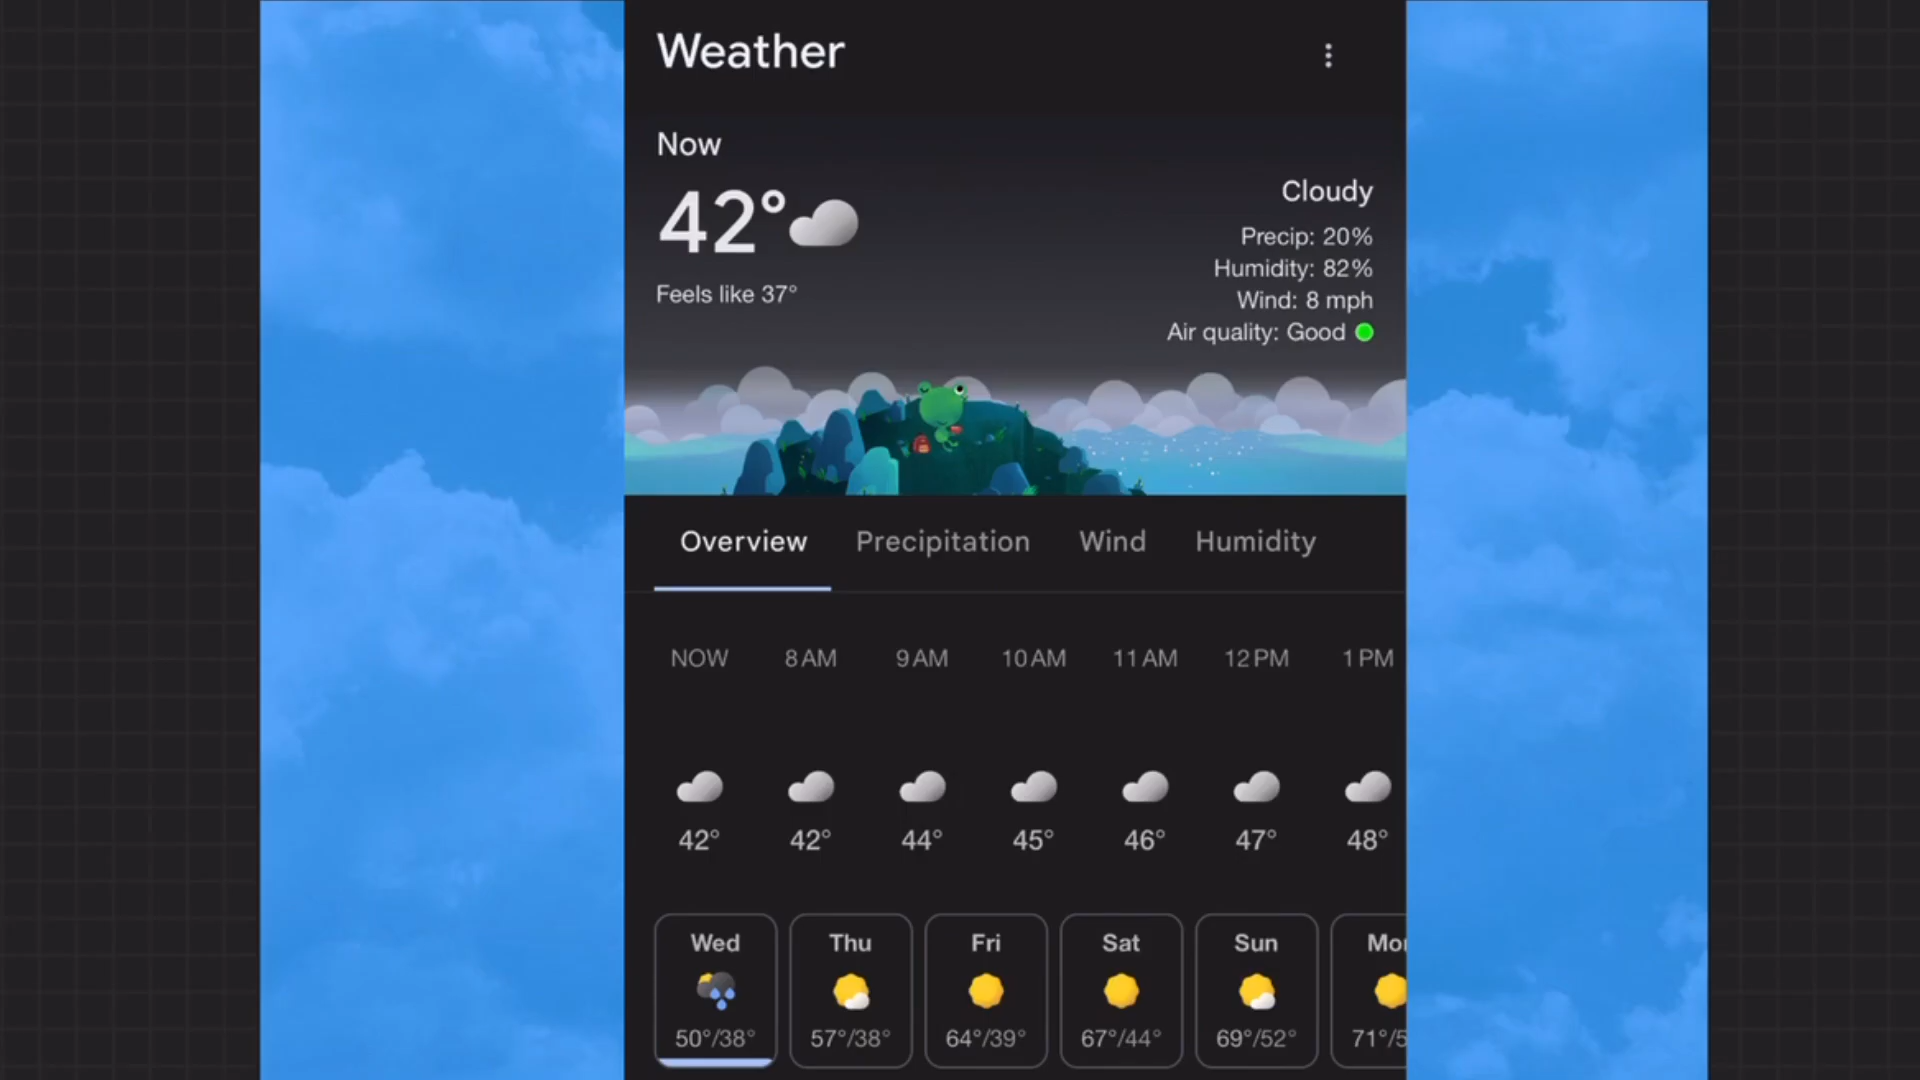 Weather
Now
42°
Feels like 37°
Cloudy
Precip: 20%
Humidity: 82%
Wind: 8 mph
Air quality: Good
Overview Precipitation Wind Humidity
NOW 8 AM 9 AM 10 AM 11 AM 12 PM 1 PM
42° 42° 44° 45° 46° 47° 48°
Wed Thu Fri Sat Sun
50°/38° 57°/38° 64°/39° 67°/44° 69°/52° 71°/